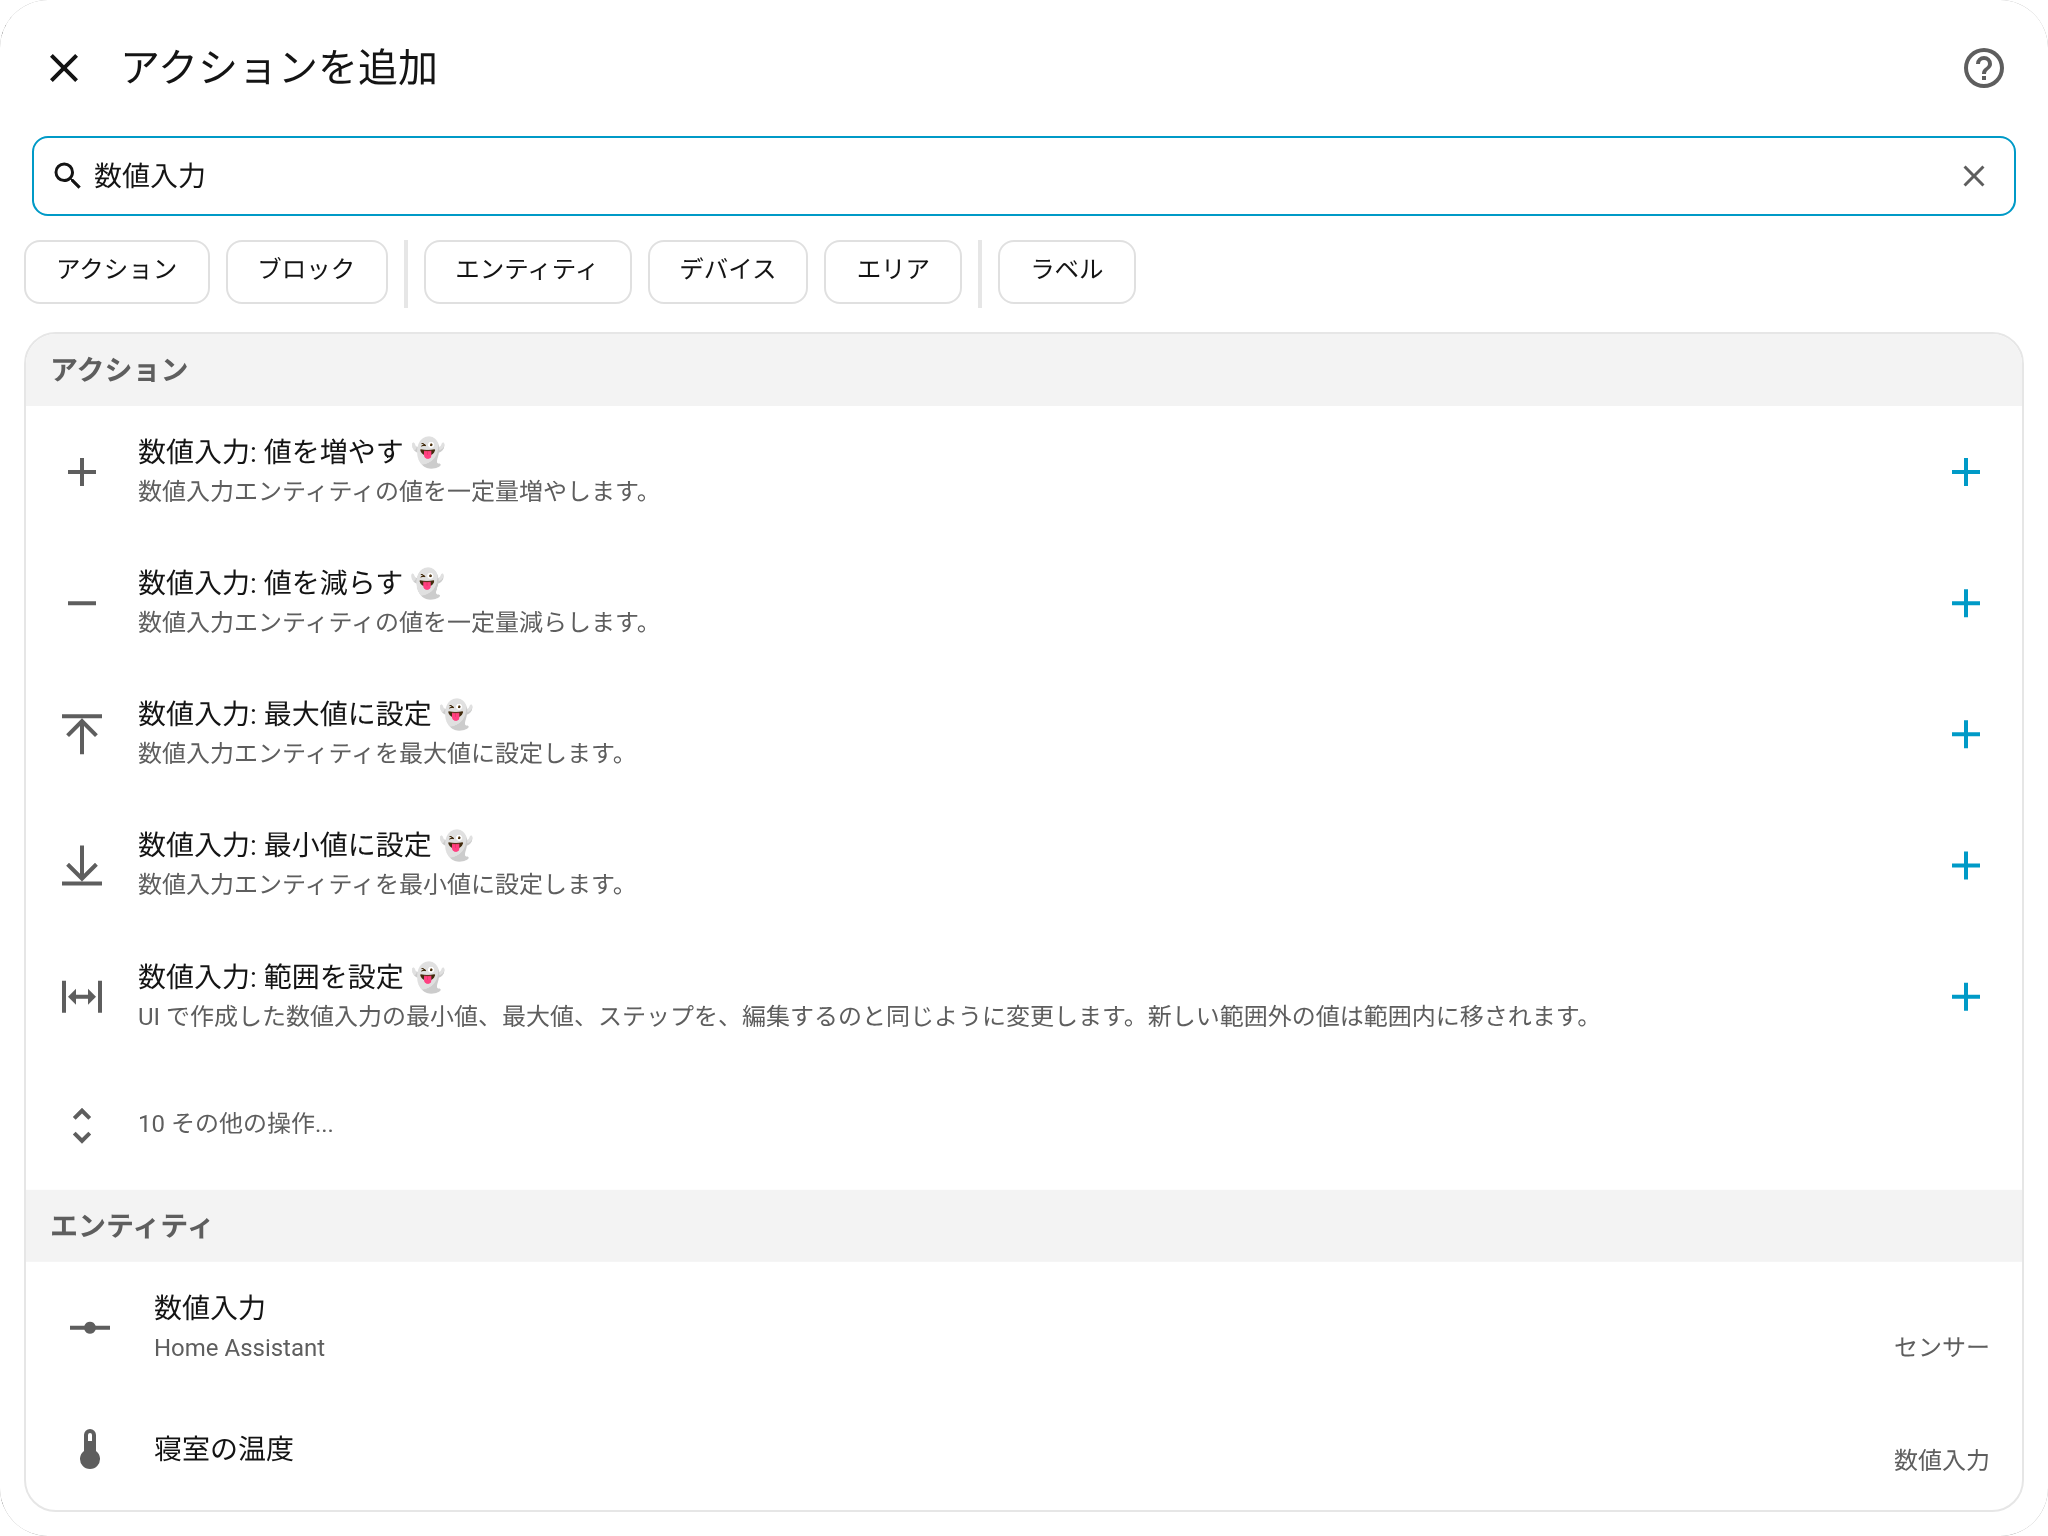 アクションを追加
数値入力
アクション ブロック エンティティ デバイス エリア ラベル
アクション
数値入力: 値を増やす 👻
数値入力エンティティの値を一定量増やします。
数値入力: 値を減らす 👻
数値入力エンティティの値を一定量減らします。
数値入力: 最大値に設定 👻
数値入力エンティティを最大値に設定します。
数値入力: 最小値に設定 👻
数値入力エンティティを最小値に設定します。
数値入力: 範囲を設定 👻
UI で作成した数値入力の最小値、最大値、ステップを、編集するのと同じように変更します。新しい範囲外の値は範囲内に移されます。
10 その他の操作...
エンティティ
数値入力
Home Assistant
センサー
寝室の温度
数値入力